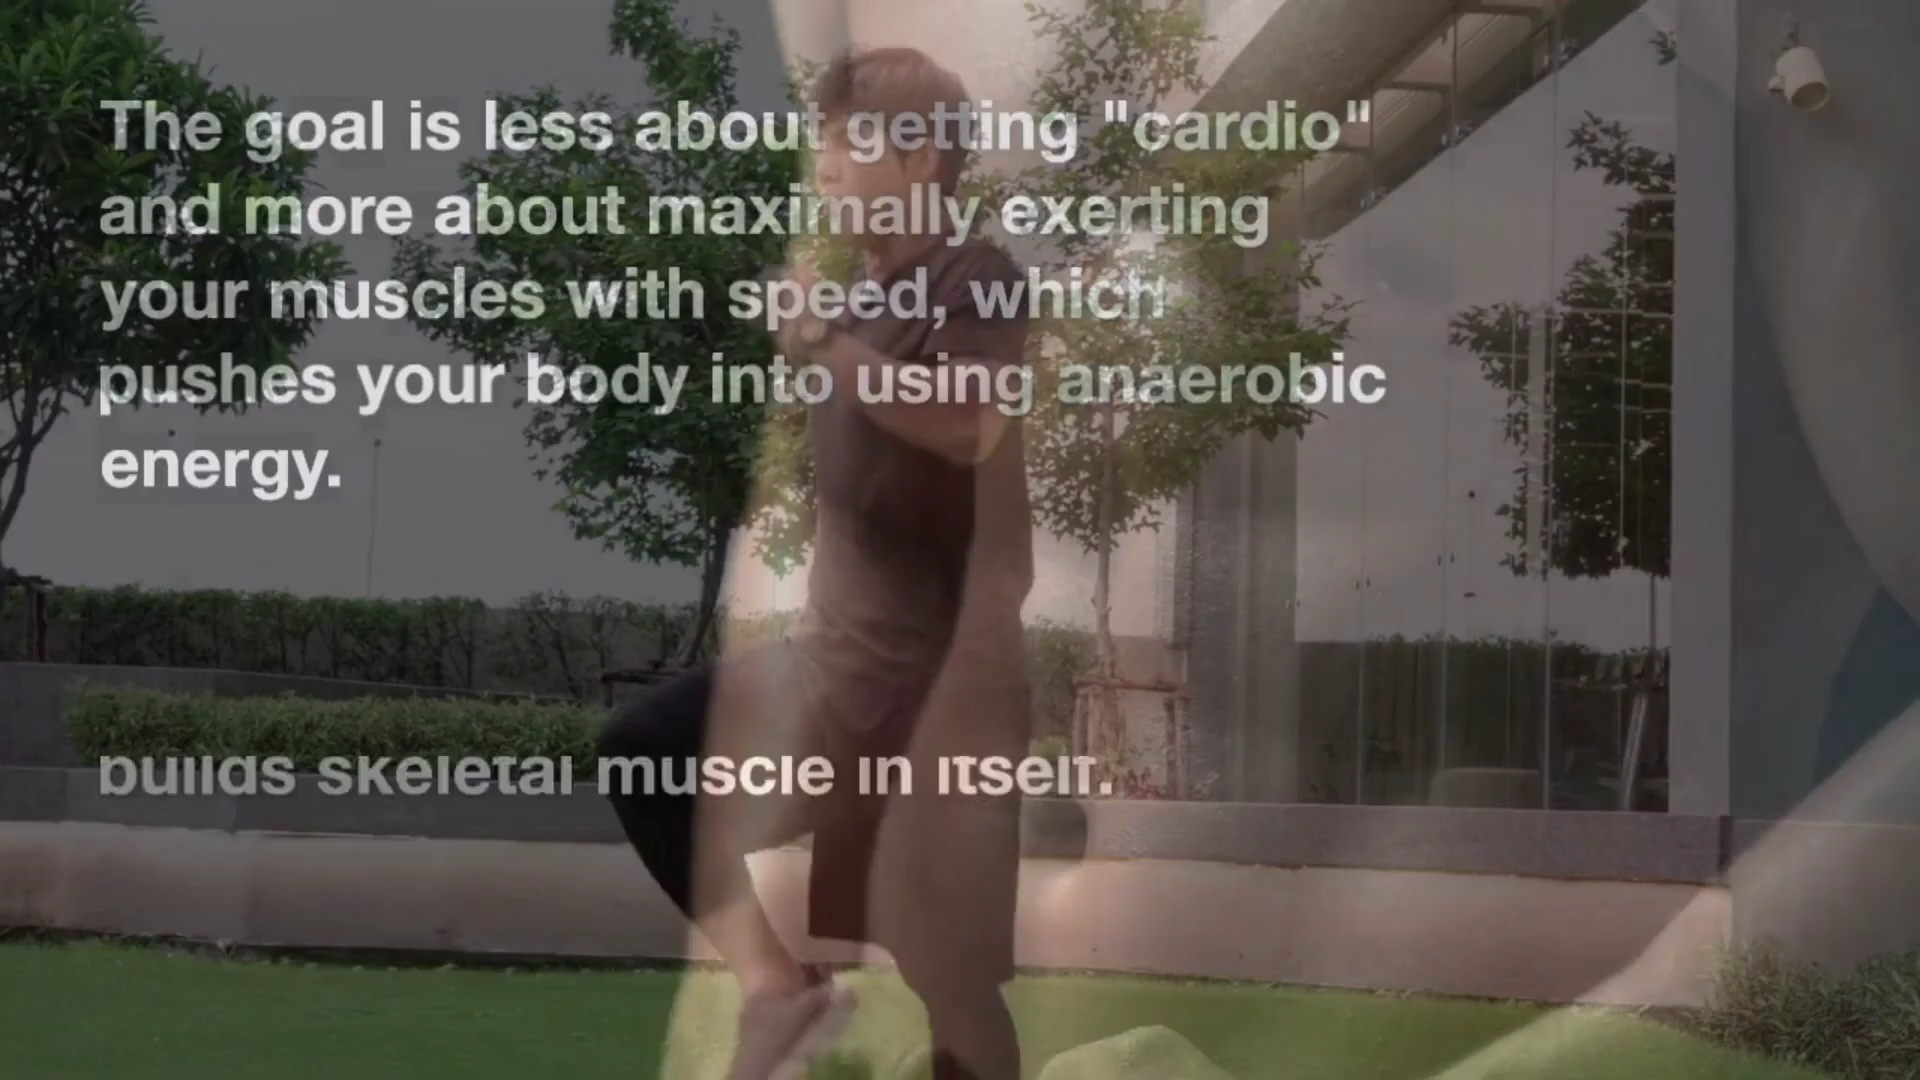 The goal is less about getting "cardio"
and more about maximally exerting
your muscles with speed, which
pushes your body into using anaerobic
energy.
builds skeletal muscle in itself.